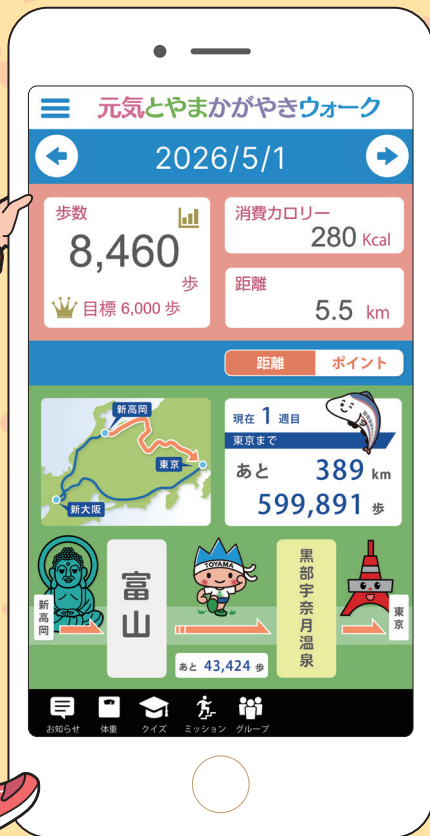 元気とやまかがやきウォーク
2026/5/1
歩数
8,460
歩
目標 6,000 歩
消費カロリー
280 Kcal
距離
5.5 km
距離
ポイント
新高岡
東京
新大阪
現在 1 週目
東京まで
あと 389 km
599,891 歩
新高岡
富山
TOYAMA
黒部宇奈月温泉
東京
あと 43,424 歩
お知らせ
体重
クイズ
ミッション
グループ